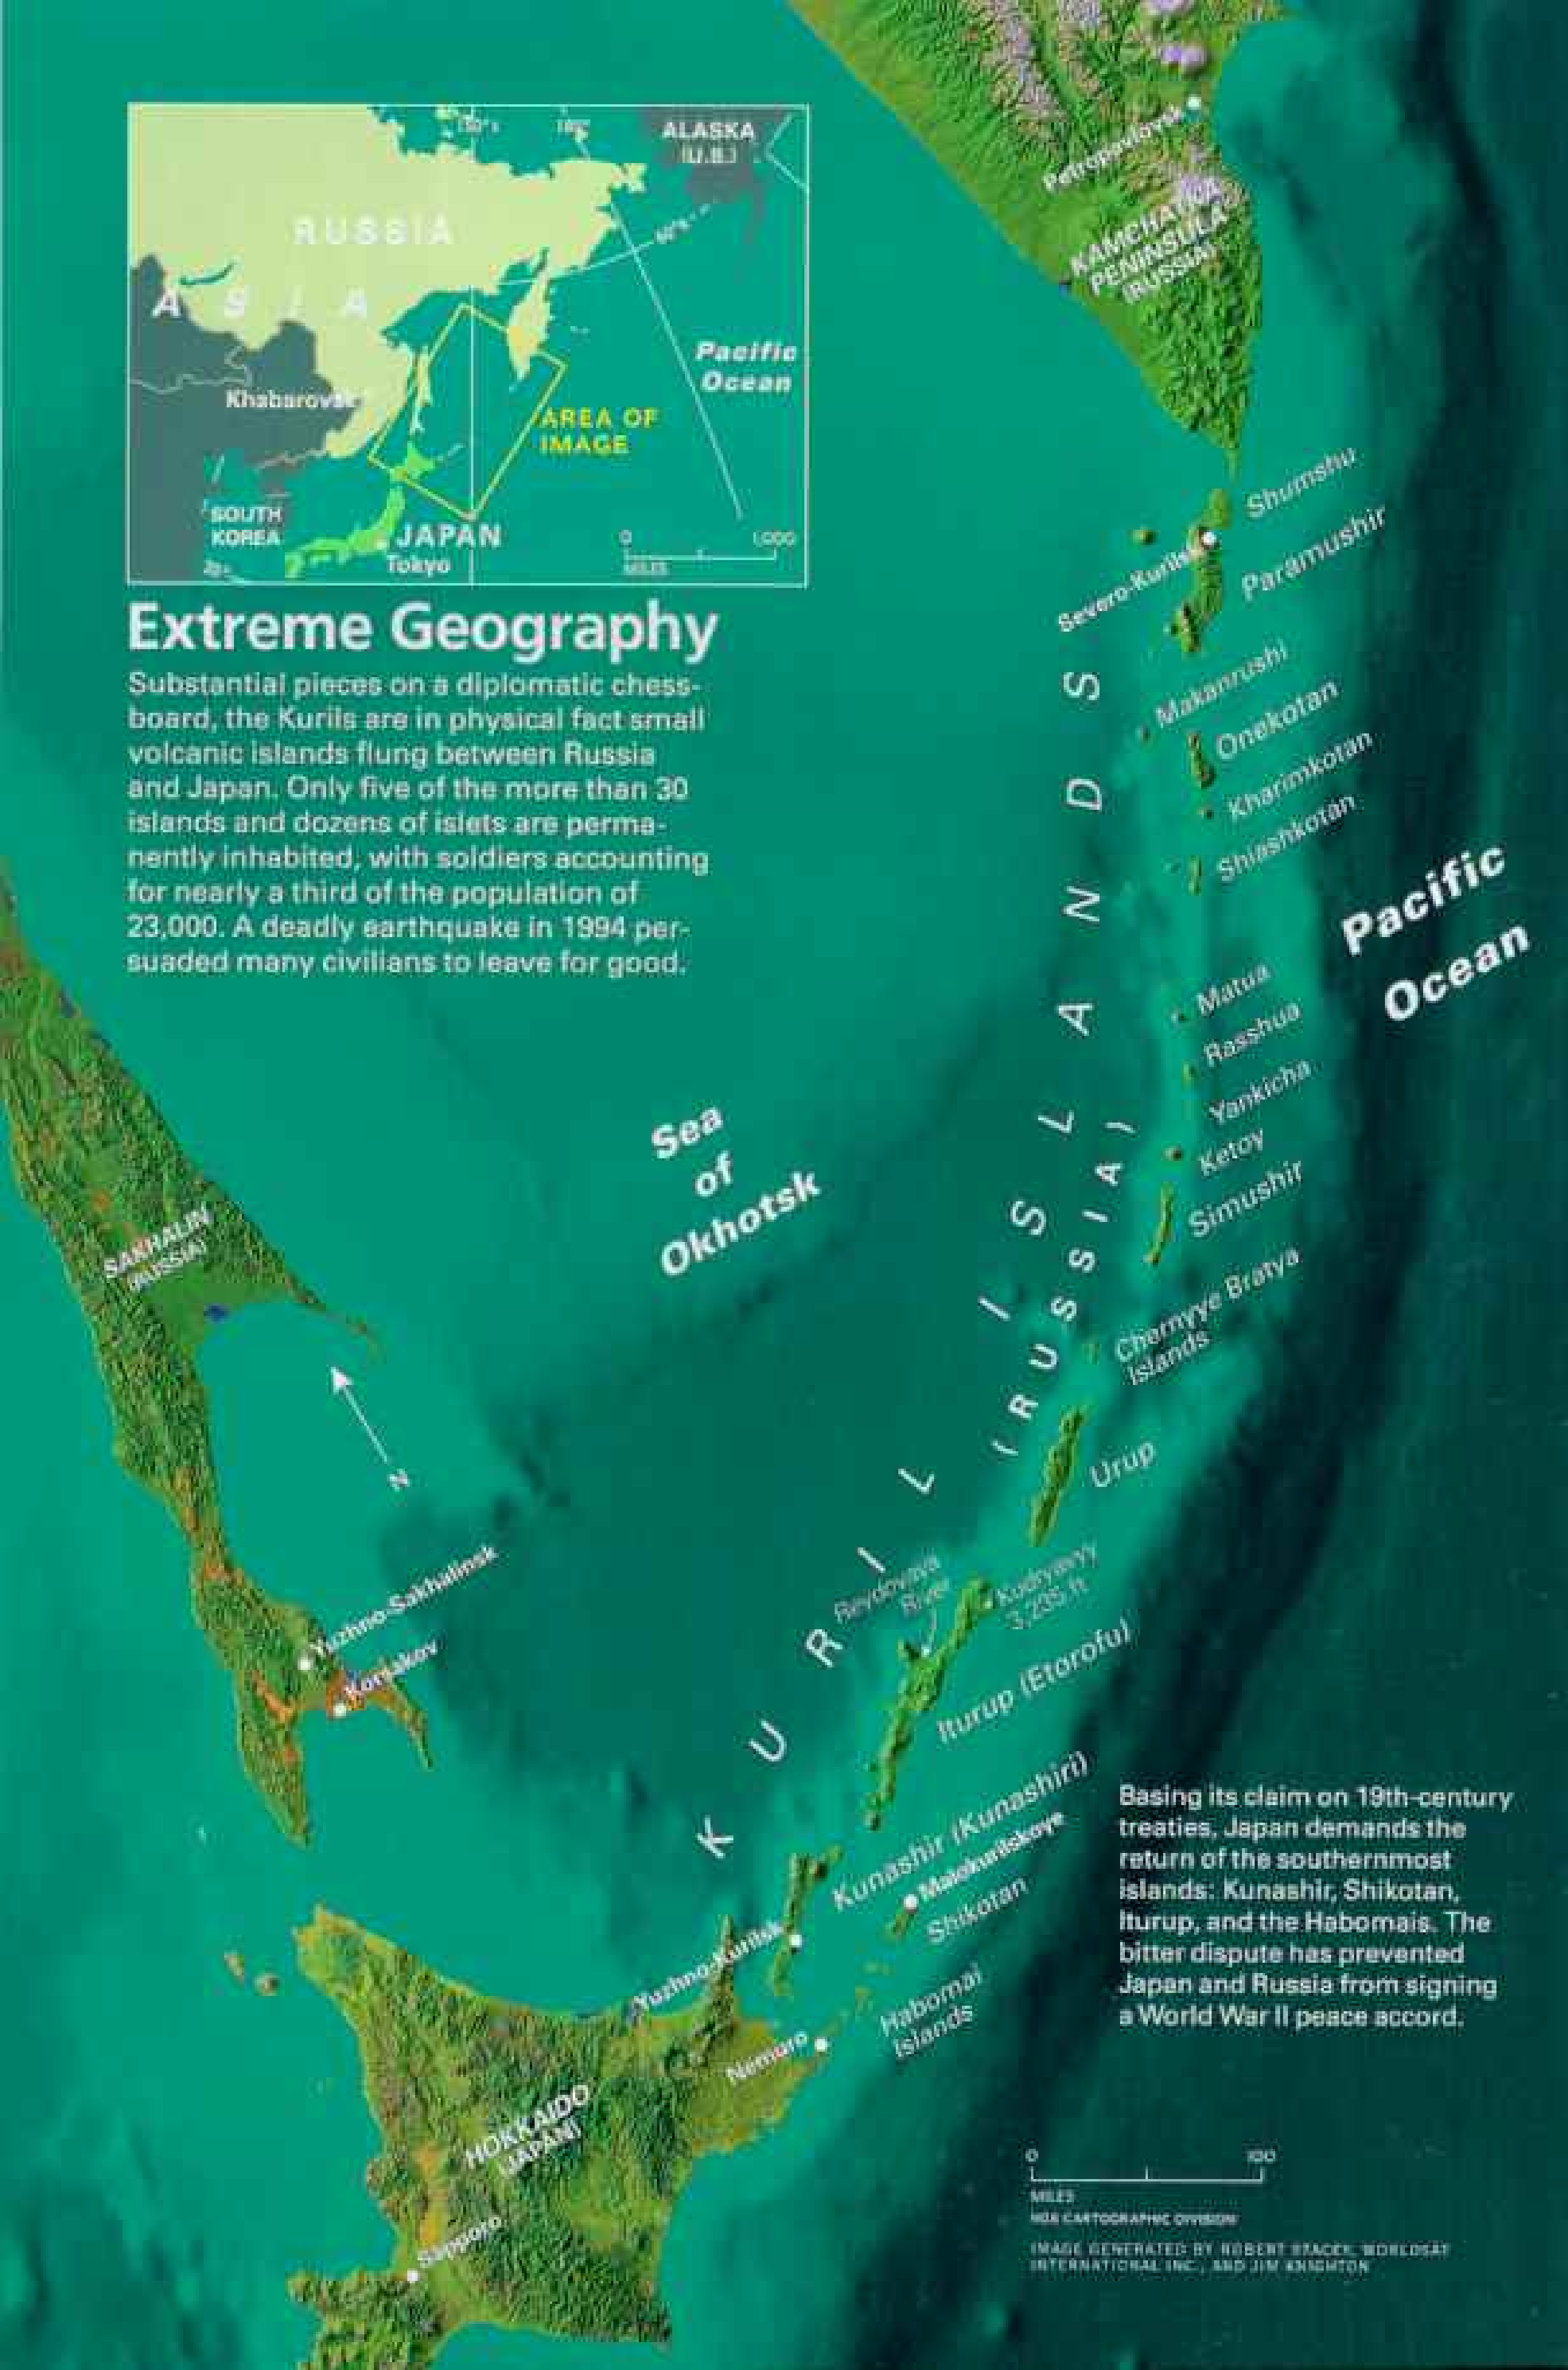 ALASKA
(U.S.)
RUSSIA
ASIA
60°N
Pacific
Ocean
Khabarovsk
AREA OF
IMAGE
SOUTH
KOREA
JAPAN
Tokyo
0 1,000
MILES
Extreme Geography
Substantial pieces on a diplomatic chess-
board, the Kurils are in physical fact small
volcanic islands flung between Russia
and Japan. Only five of the more than 30
islands and dozens of islets are perma-
nently inhabited, with soldiers accounting
for nearly a third of the population of
23,000. A deadly earthquake in 1994 per-
suaded many civilians to leave for good.
Petropavlovsk
KAMCHATKA
PENINSULA
(RUSSIA)
Shumshu
Paramushir
Severo-Kurilsk
Makanrushi
Onekotan
Kharimkotan
Shiashkotan
Pacific
Ocean
Matua
Rasshua
Yankicha
Ketoy
Simushir
Chernyye Bratya
Islands
KURIL ISLANDS
(RUSSIA)
Sea
of
Okhotsk
SAKHALIN
(RUSSIA)
N
Urup
Reydovaya
River
Kudryavyy
3,235 ft
Iturup (Etorofu)
Yuzhno-Sakhalinsk
Korsakov
Kunashir (Kunashiri)
Malokurilskoye
Shikotan
Yuzhno-Kurilsk
Habomai
Islands
Nemuro
HOKKAIDO
(JAPAN)
Sapporo
Basing its claim on 19th-century
treaties, Japan demands the
return of the southernmost
islands: Kunashir, Shikotan,
Iturup, and the Habomais. The
bitter dispute has prevented
Japan and Russia from signing
a World War II peace accord.
0 100
MILES
NGS CARTOGRAPHIC DIVISION
IMAGE GENERATED BY ROBERT STACEY, WORLDSAT
INTERNATIONAL INC., AND JIM KNIGHTON